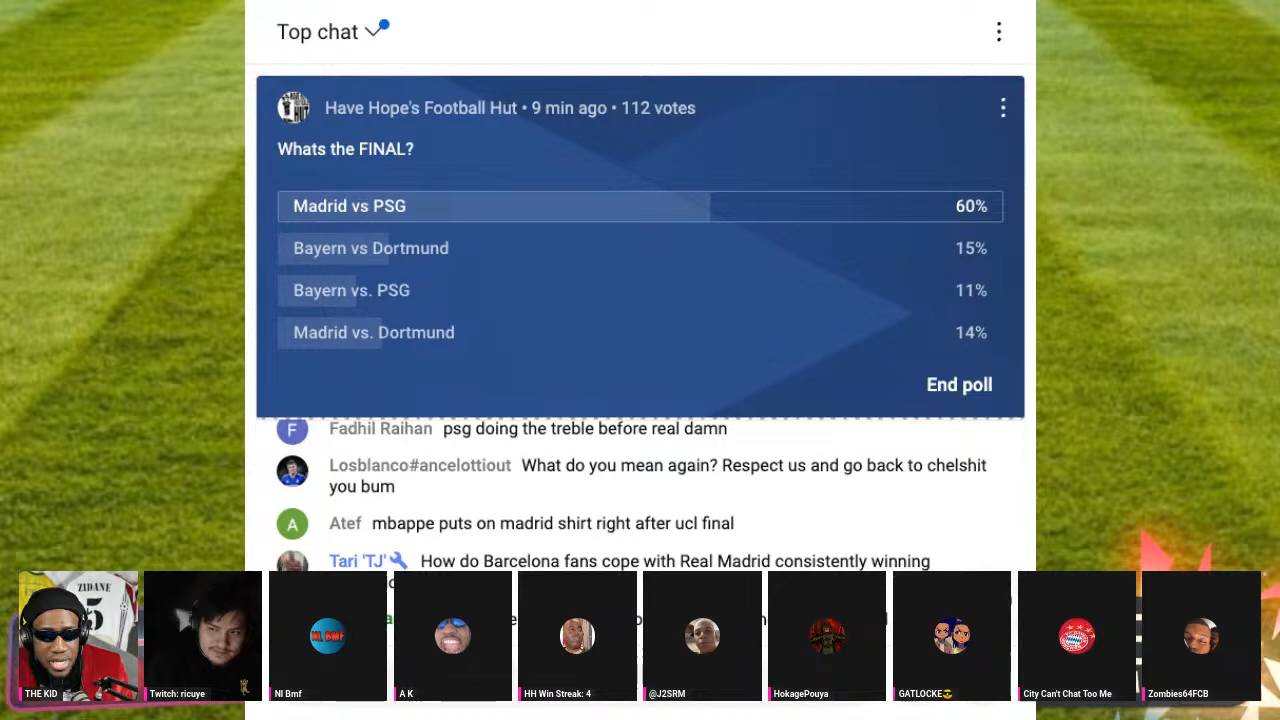 Top chat
Have Hope's Football Hut • 9 min ago • 112 votes
Whats the FINAL?
Madrid vs PSG 60%
Bayern vs Dortmund 15%
Bayern vs. PSG 11%
Madrid vs. Dortmund 14%
End poll
F Fadhil Raihan psg doing the treble before real damn
Losblanco#ancelottiout What do you mean again? Respect us and go back to chelshit
you bum
A Atef mbappe puts on madrid shirt right after ucl final
Tari 'TJ' How do Barcelona fans cope with Real Madrid consistently winning
ZIDANE
5
NL BMF
THE KID
Twitch: ricuye
NI Bmf
A K
HH Win Streak: 4
@J2SRM
HokagePouya
GATLOCKE😎
City Can't Chat Too Me
Zombies64FCB